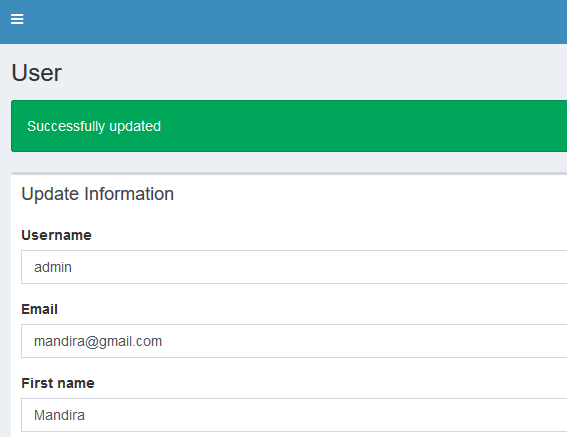 User
Successfully updated
Update Information
Username
admin
Email
mandira@gmail.com
First name
Mandira